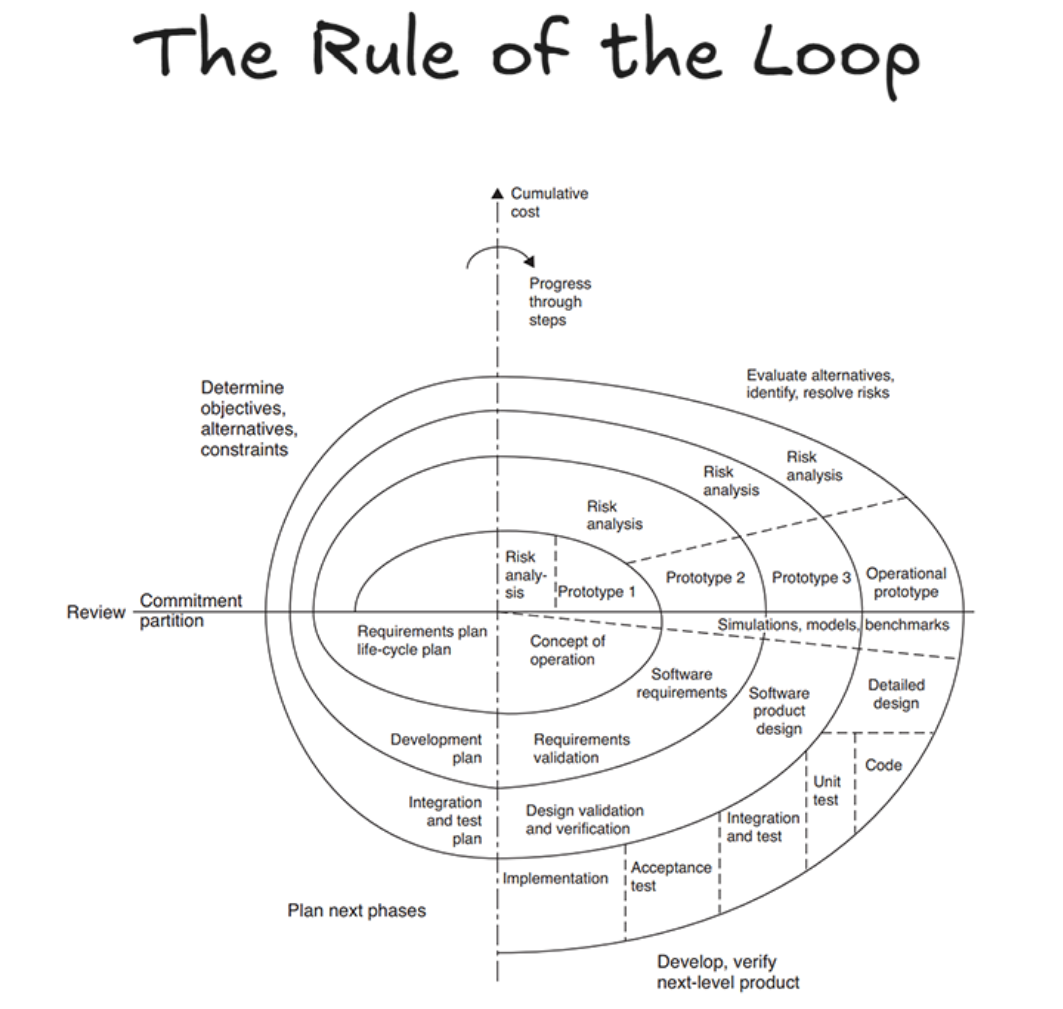 The Rule of the Loop
Cumulative
cost
Progress
through
steps
Determine
objectives,
alternatives,
constraints
Evaluate alternatives,
identify, resolve risks
Risk
analysis
Risk
analysis
Risk
analysis
Risk
analy-
sis
Prototype 1
Prototype 2
Prototype 3
Operational
prototype
Review
Commitment
partition
Simulations, models, benchmarks
Requirements plan
life-cycle plan
Concept of
operation
Software
requirements
Software
product
design
Detailed
design
Development
plan
Requirements
validation
Code
Unit
test
Integration
and test
plan
Design validation
and verification
Integration
and test
Acceptance
test
Implementation
Plan next phases
Develop, verify
next-level product